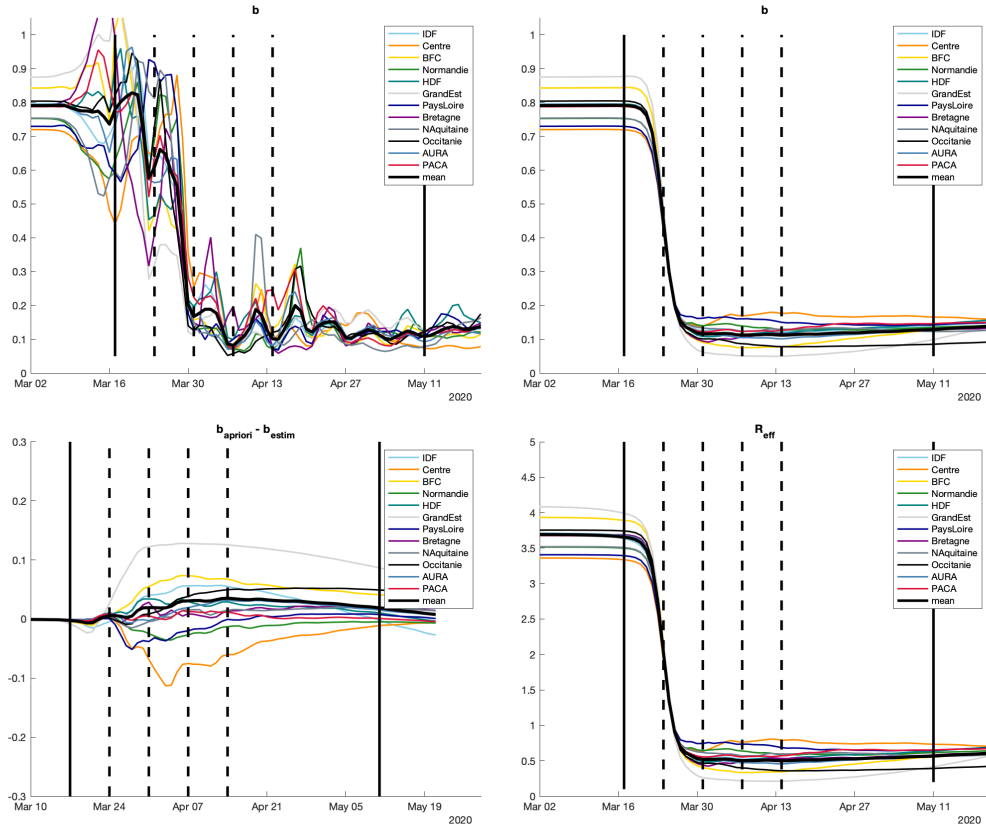 b
1
0.9
0.8
0.7
0.6
0.5
0.4
0.3
0.2
0.1
0
Mar 02
Mar 16
Mar 30
Apr 13
Apr 27
May 11
2020
IDF
Centre
BFC
Normandie
HDF
GrandEst
PaysLoire
Bretagne
NAquitaine
Occitanie
AURA
PACA
mean
b
1
0.9
0.8
0.7
0.6
0.5
0.4
0.3
0.2
0.1
0
Mar 02
Mar 16
Mar 30
Apr 13
Apr 27
May 11
2020
IDF
Centre
BFC
Normandie
HDF
GrandEst
PaysLoire
Bretagne
NAquitaine
Occitanie
AURA
PACA
mean
b apriori - b estim
0.3
0.2
0.1
0
-0.1
-0.2
-0.3
Mar 10
Mar 24
Apr 07
Apr 21
May 05
May 19
2020
IDF
Centre
BFC
Normandie
HDF
GrandEst
PaysLoire
Bretagne
NAquitaine
Occitanie
AURA
PACA
mean
R eff
5
4.5
4
3.5
3
2.5
2
1.5
1
0.5
0
Mar 02
Mar 16
Mar 30
Apr 13
Apr 27
May 11
2020
IDF
Centre
BFC
Normandie
HDF
GrandEst
PaysLoire
Bretagne
NAquitaine
Occitanie
AURA
PACA
mean